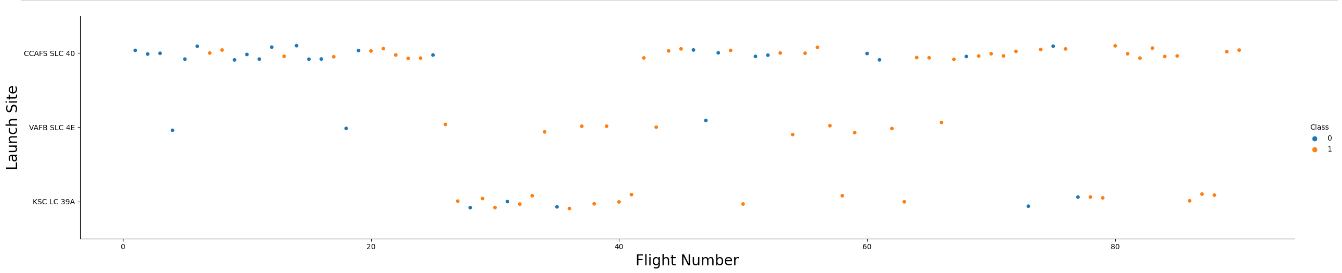 Launch Site
CCAFS SLC 40
VAFB SLC 4E
KSC LC 39A
0 20 40 60 80
Flight Number
Class
0
1